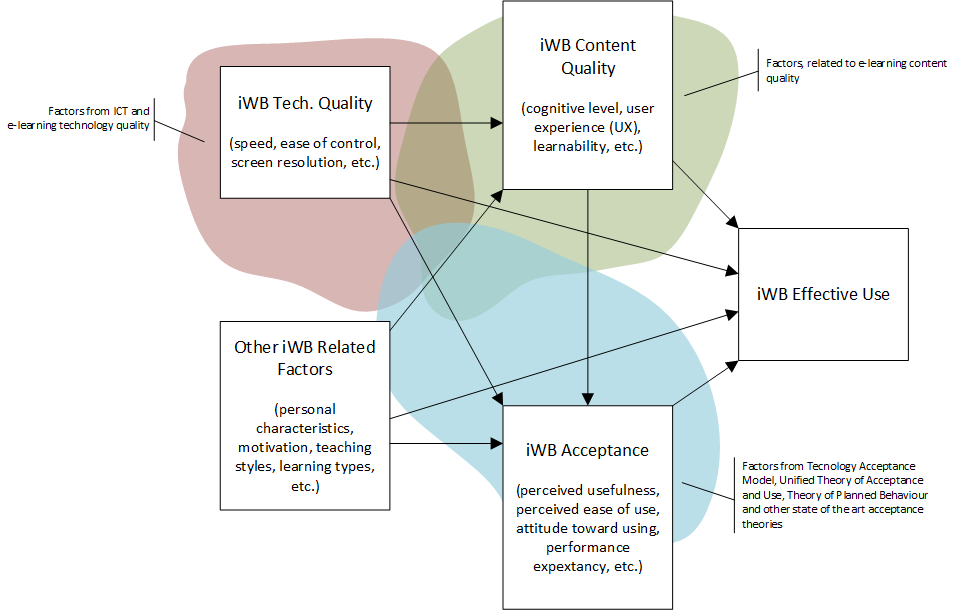 iWB Content
Quality
(cognitive level, user
experience (UX),
learnability, etc.)
Factors, related to e-learning content
quality
iWB Tech. Quality
(speed, ease of control,
screen resolution, etc.)
Factors from ICT and
e-learning technology quality
iWB Effective Use
Other iWB Related
Factors
(personal
characteristics,
motivation, teaching
styles, learning types,
etc.)
iWB Acceptance
(perceived usefulness,
perceived ease of use,
attitude toward using,
performance
expextancy, etc.)
Factors from Tecnology Acceptance
Model, Unified Theory of Acceptance
and Use, Theory of Planned Behaviour
and other state of the art acceptance
theories